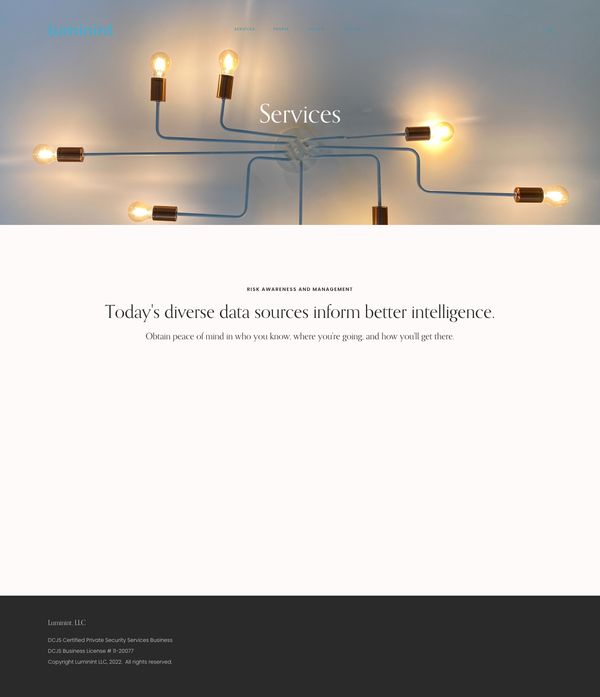 Luminint
SERVICES
PEOPLE
Services
RISK AWARENESS AND MANAGEMENT
Today's diverse data sources inform better intelligence.
Obtain peace of mind in who you know, where you're going, and how you'll get there.
Luminint, LLC
DCJS Certified Private Security Services Business
DCJS Business License # 11-20077
Copyright Luminint LLC, 2022. All rights reserved.